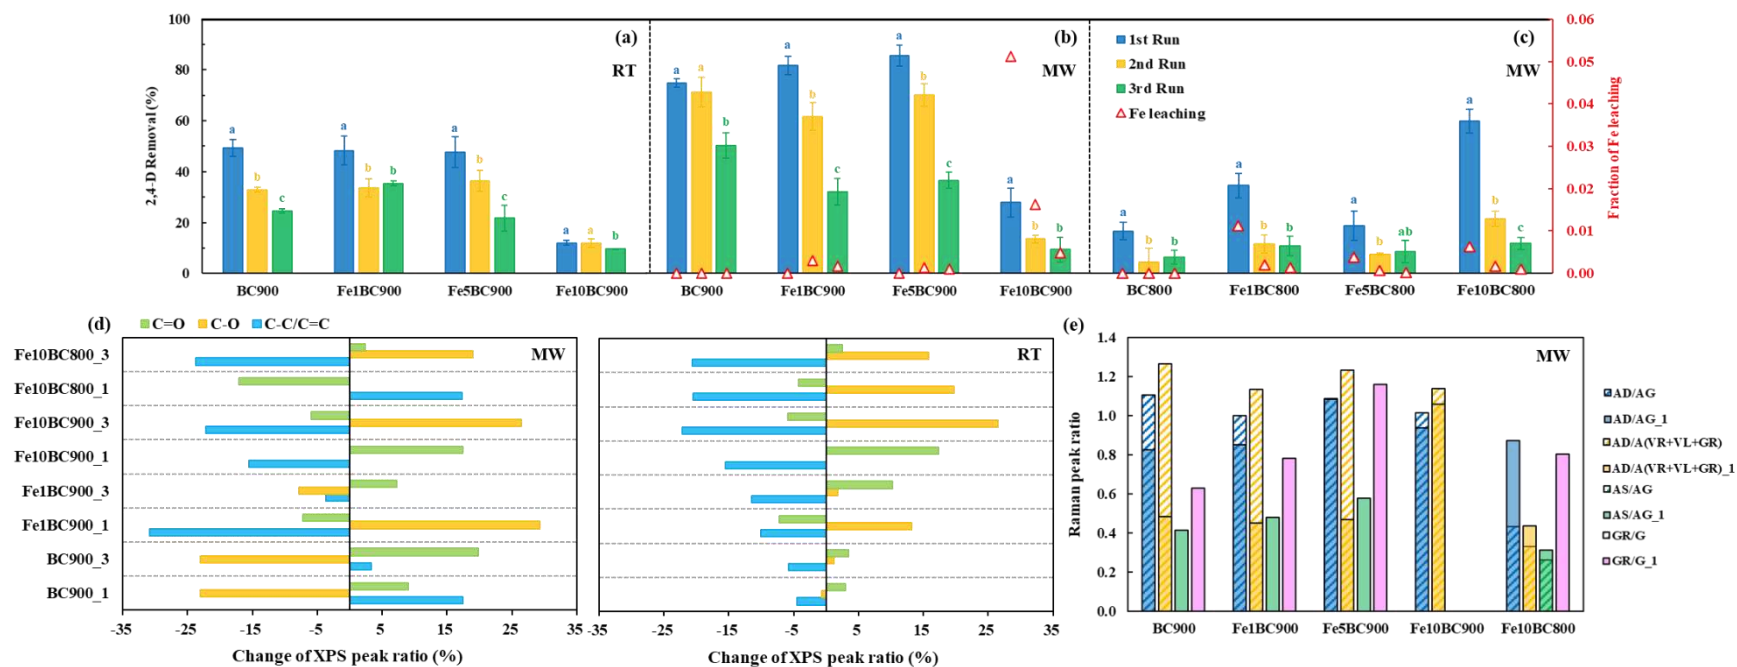 (a)
RT
(b)
MW
(c)
MW
1st Run
2nd Run
3rd Run
Fe leaching
2,4-D Removal (%)
100
80
60
40
20
0
a
b
c
a
b
b
a
b
c
a
a
b
a
a
b
a
b
c
a
b
c
a
b
b
a
b
b
a
b
b
a
b
ab
a
b
c
BC900
Fe1BC900
Fe5BC900
Fe10BC900
BC900
Fe1BC900
Fe5BC900
Fe10BC900
BC800
Fe1BC800
Fe5BC800
Fe10BC800
0.06
0.05
0.04
0.03
0.02
0.01
0.00
Fraction of Fe leaching
(d)
C=O
C-O
C-C/C=C
MW
Fe10BC800_3
Fe10BC800_1
Fe10BC900_3
Fe10BC900_1
Fe1BC900_3
Fe1BC900_1
BC900_3
BC900_1
-35
-25
-15
-5
5
15
25
35
Change of XPS peak ratio (%)
RT
-35
-25
-15
-5
5
15
25
35
Change of XPS peak ratio (%)
(e)
MW
Raman peak ratio
1.4
1.2
1.0
0.8
0.6
0.4
0.2
0.0
BC900
Fe1BC900
Fe5BC900
Fe10BC900
Fe10BC800
AD/AG
AD/AG_1
AD/A(VR+VL+GR)
AD/A(VR+VL+GR)_1
AS/AG
AS/AG_1
GR/G
GR/G_1